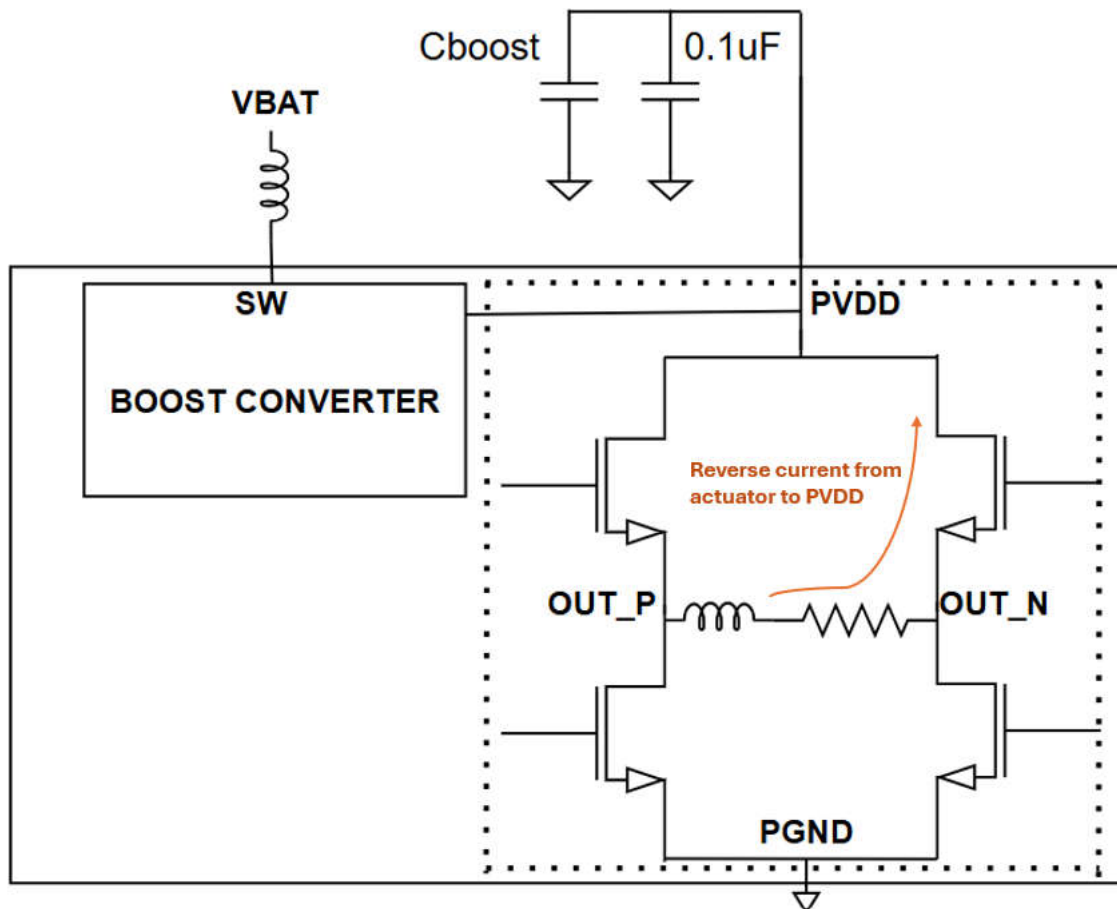 Cboost
0.1uF
VBAT
SW
PVDD
BOOST CONVERTER
Reverse current from
actuator to PVDD
OUT_P
OUT_N
PGND